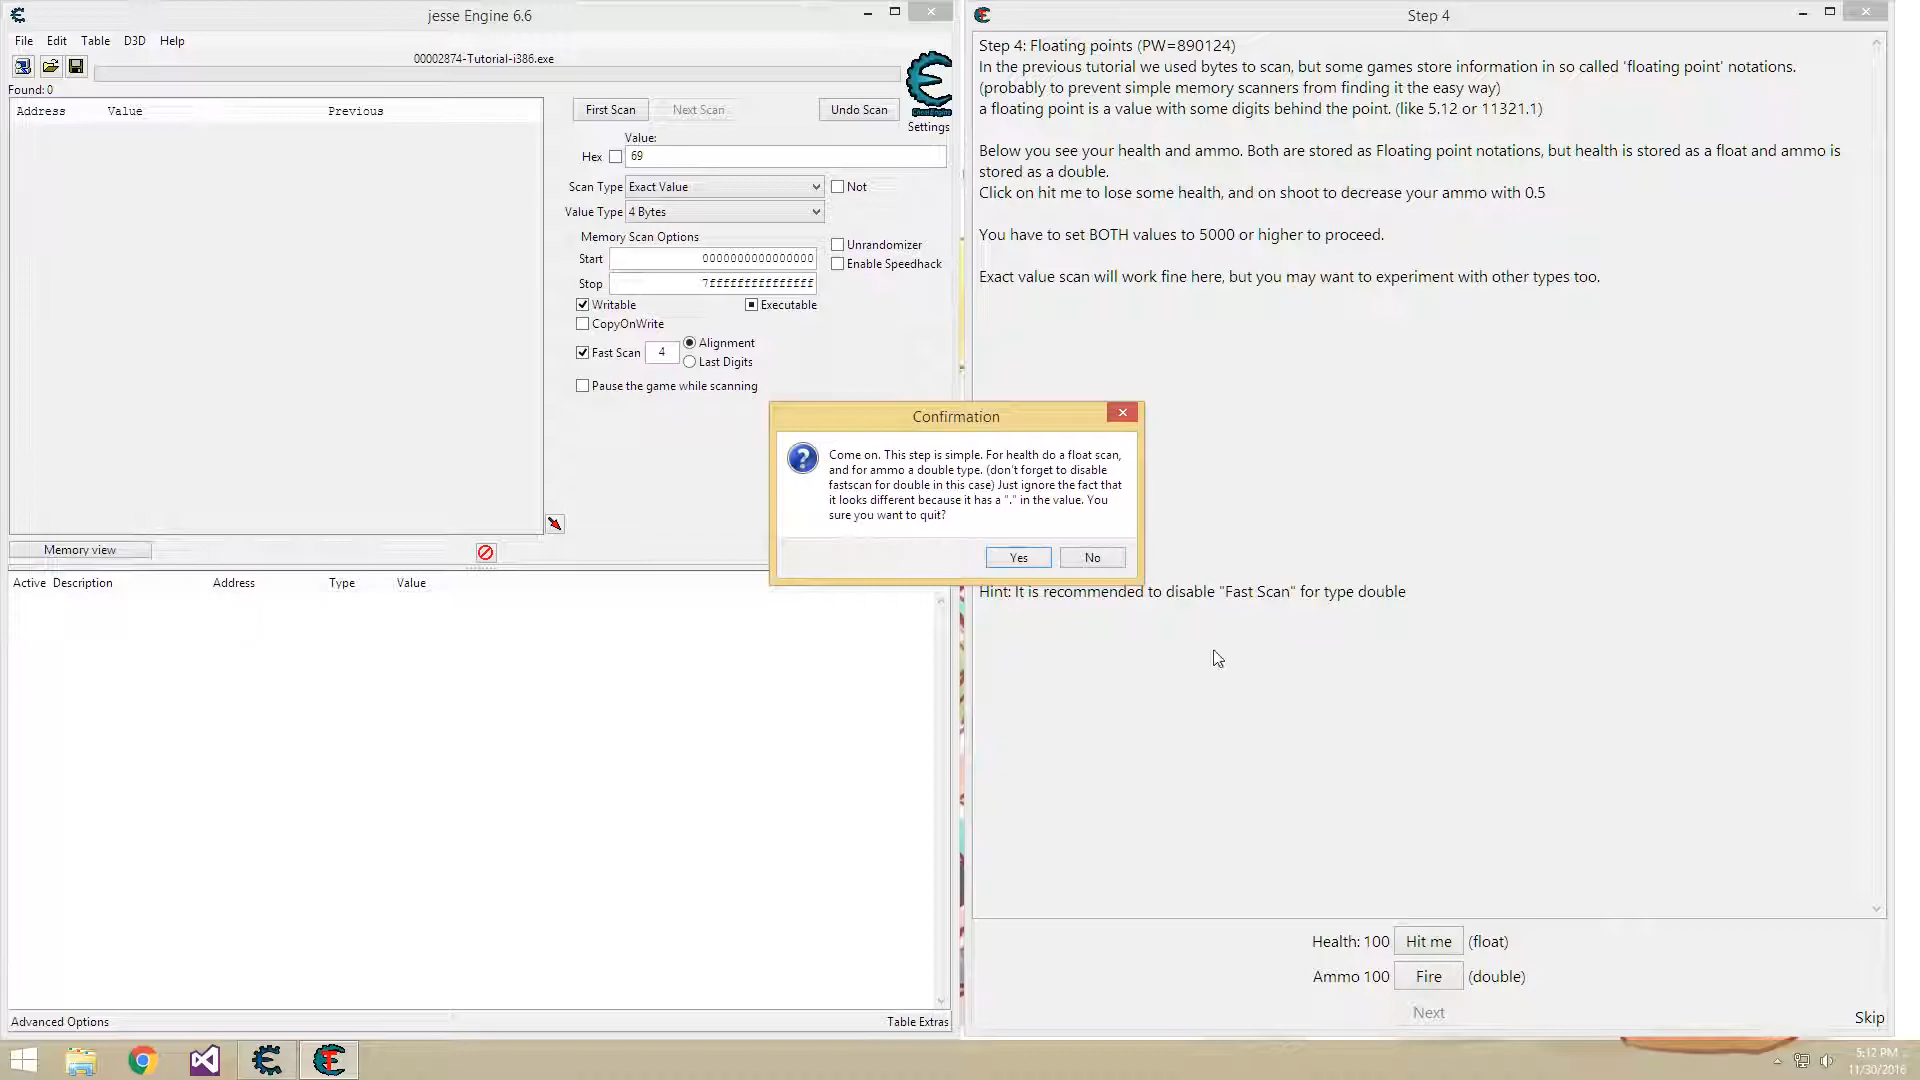 jesse Engine 6.6
File Edit Table D3D Help
00002874-Tutorial-i386.exe
Found: 0
Address Value Previous
First Scan Next Scan Undo Scan
Settings
Value:
Hex 69
Scan Type Exact Value Not
Value Type 4 Bytes
Memory Scan Options
Start 0000000000000000
Unrandomizer
Stop 7fffffffffffffff
Enable Speedhack
Writable Executable
CopyOnWrite
Fast Scan 4 Alignment
Last Digits
Pause the game while scanning
Memory view
Active Description Address Type Value
Advanced Options Table Extras
Step 4
Step 4: Floating points (PW=890124)
In the previous tutorial we used bytes to scan, but some games store information in so called 'floating point' notations.
(probably to prevent simple memory scanners from finding it the easy way)
a floating point is a value with some digits behind the point. (like 5.12 or 11321.1)
Below you see your health and ammo. Both are stored as Floating point notations, but health is stored as a float and ammo is
stored as a double.
Click on hit me to lose some health, and on shoot to decrease your ammo with 0.5
You have to set BOTH values to 5000 or higher to proceed.
Exact value scan will work fine here, but you may want to experiment with other types too.
Hint: It is recommended to disable "Fast Scan" for type double
Health: 100 Hit me (float)
Ammo 100 Fire (double)
Next
Skip
Confirmation
Come on. This step is simple. For health do a float scan,
and for ammo a double type. (don't forget to disable
fastscan for double in this case) Just ignore the fact that
it looks different because it has a "." in the value. You
sure you want to quit?
Yes No
5:12 PM
11/30/2016